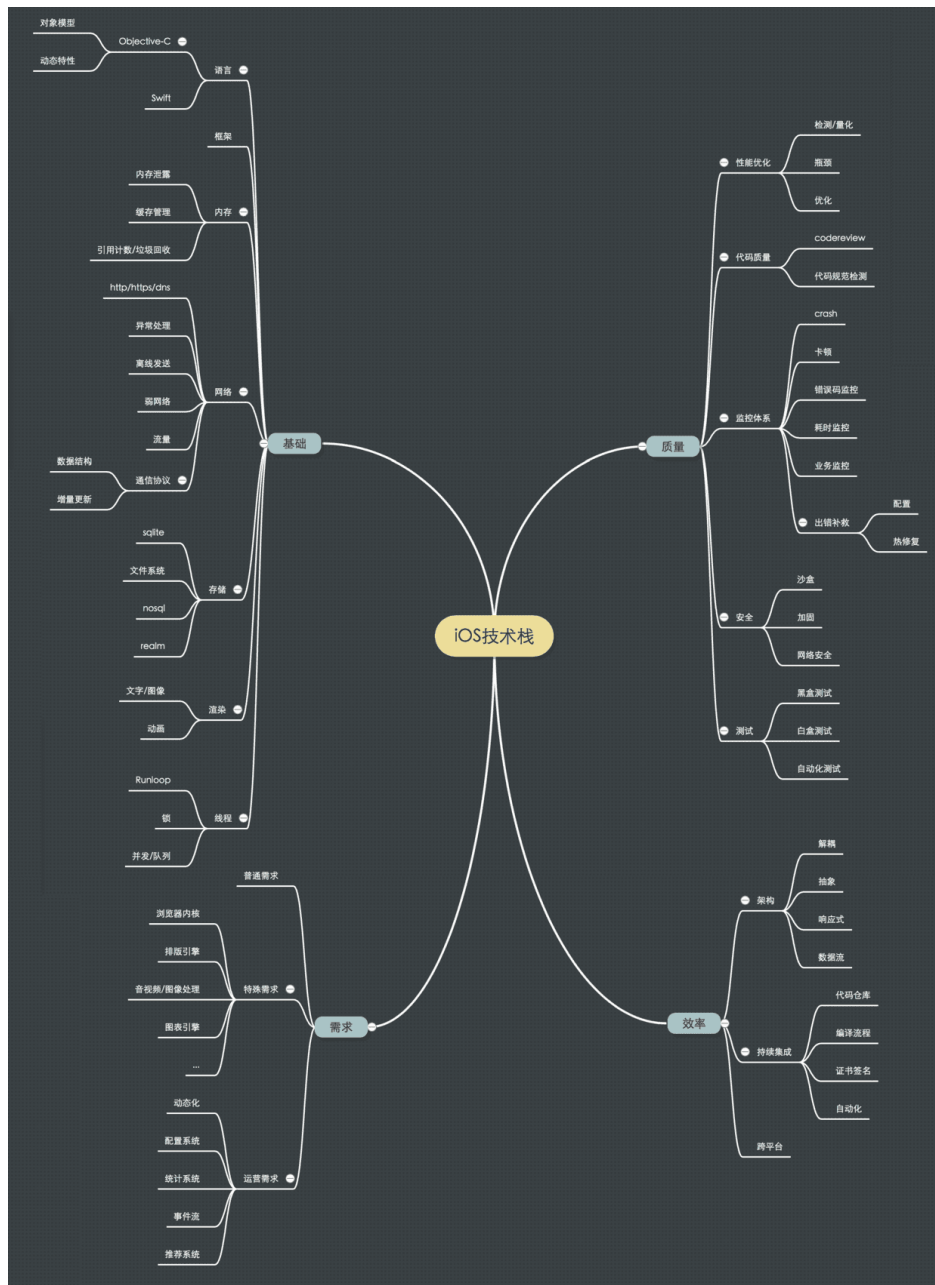 iOS技术栈
基础
语言
Objective-C
对象模型
动态特性
Swift
框架
内存
内存泄露
缓存管理
引用计数/垃圾回收
网络
http/https/dns
异常处理
离线发送
弱网络
流量
通信协议
数据结构
增量更新
存储
sqlite
文件系统
nosql
realm
渲染
文字/图像
动画
线程
Runloop
锁
并发/队列
需求
普通需求
特殊需求
浏览器内核
排版引擎
音视频/图像处理
图表引擎
...
运营需求
动态化
配置系统
统计系统
事件流
推荐系统
质量
性能优化
检测/量化
瓶颈
优化
代码质量
codereview
代码规范检测
监控体系
crash
卡顿
错误码监控
耗时监控
业务监控
出错补救
配置
热修复
安全
沙盒
加固
网络安全
测试
黑盒测试
白盒测试
自动化测试
效率
架构
解耦
抽象
响应式
数据流
持续集成
代码仓库
编译流程
证书签名
自动化
跨平台